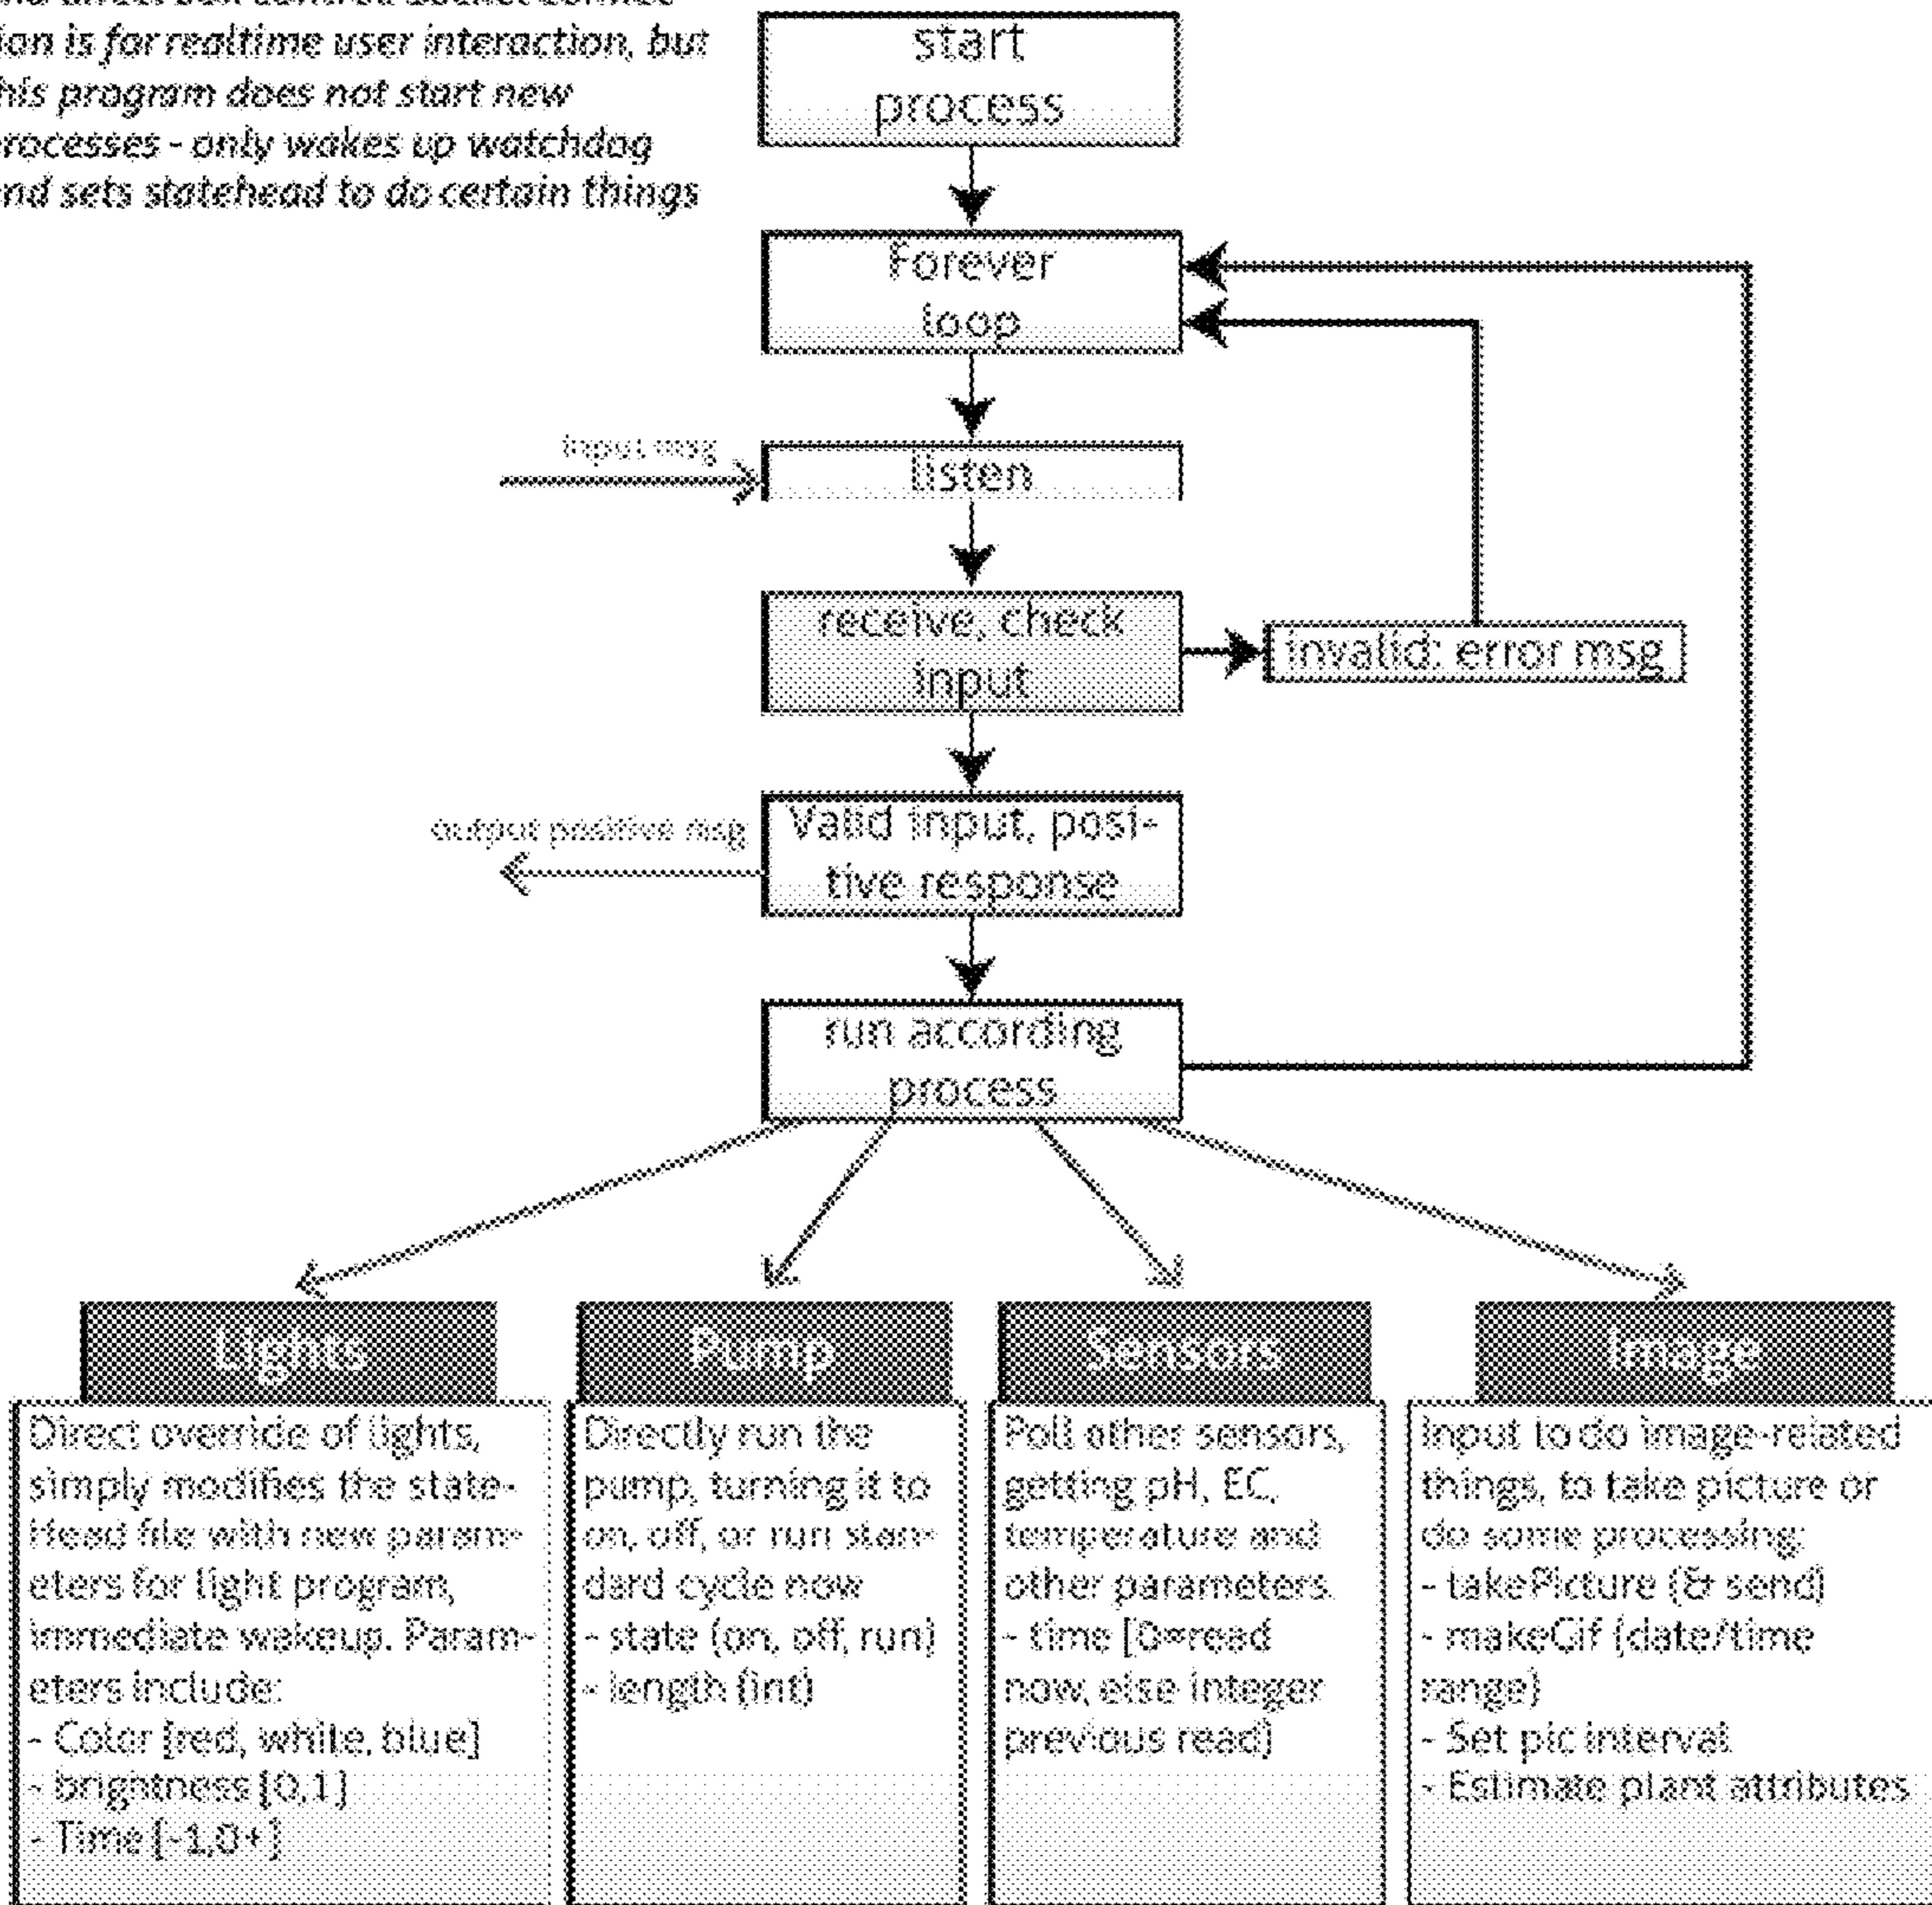 ion is for realtime user interaction, but
his program does not start new
rocesses - only wakes up watchdog
nd sets statehead to do certain things
start
process
Forever
loop
input msg
listen
receive, check
input
invalid: error msg
output positive msg
Valid input, posi-
tive response
run according
process
Lights
Direct override of lights,
simply modifies the state-
Head file with new param-
eters for light program,
immediate wakeup. Param-
eters include:
- Color [red, white, blue]
- brightness [0,1]
- Time [-1,0+]
Pump
Directly run the
pump, turning it to
on, off, or run stan-
dard cycle now
- state (on, off, run)
- length (int)
Sensors
Poll other sensors,
getting pH, EC,
temperature and
other parameters.
- time [0=read
now, else integer
previous read]
Image
Input to do image-related
things, to take picture or
do some processing:
- takePicture (& send)
- makeGif (date/time
range)
- Set pic interval
- Estimate plant attributes